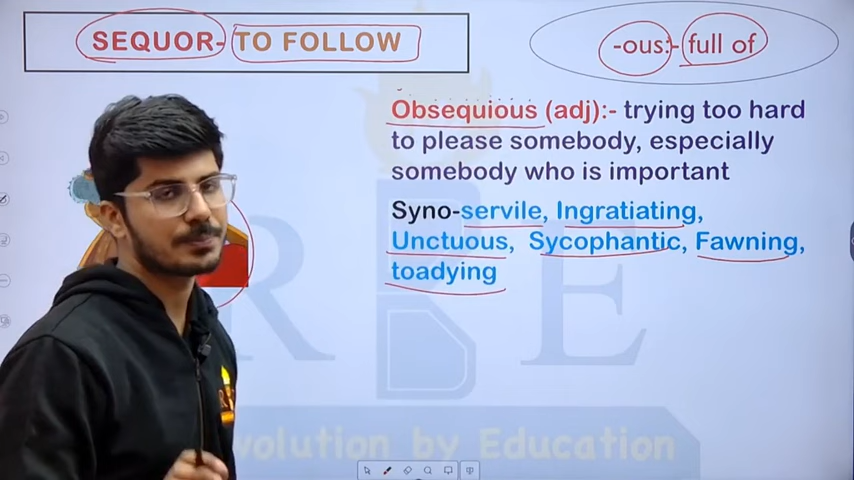 SEQUOR- TO FOLLOW
-ous:- full of
Obsequious (adj):- trying too hard
to please somebody, especially
somebody who is important
Syno-servile, Ingratiating,
Unctuous, Sycophantic, Fawning,
toadying
R B E
volution by Education